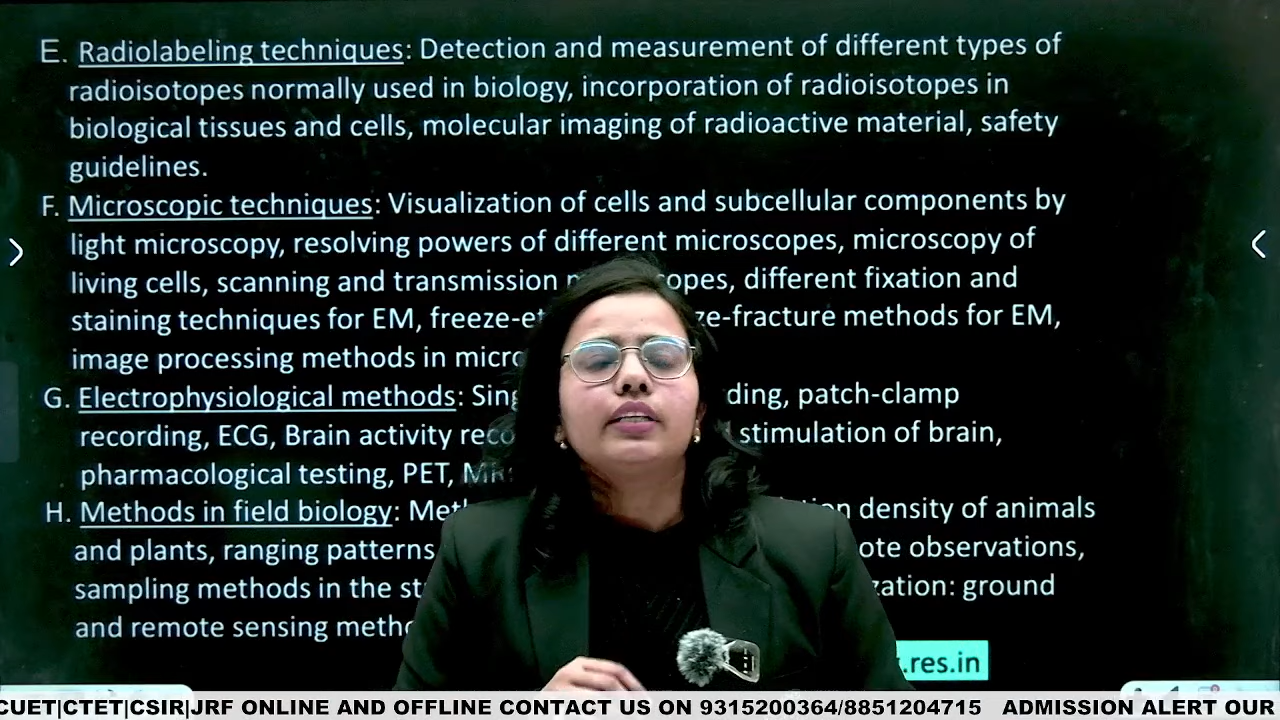 E. Radiolabeling techniques: Detection and measurement of different types of
radioisotopes normally used in biology, incorporation of radioisotopes in
biological tissues and cells, molecular imaging of radioactive material, safety
guidelines.
F. Microscopic techniques: Visualization of cells and subcellular components by
light microscopy, resolving powers of different microscopes, microscopy of
living cells, scanning and transmission opes, different fixation and
staining techniques for EM, freeze-et ze-fracture methods for EM,
image processing methods in micro
G. Electrophysiological methods: Sing ding, patch-clamp
recording, ECG, Brain activity reco stimulation of brain,
pharmacological testing, PET,
H. Methods in field biology: Met on density of animals
and plants, ranging patterns ote observations,
sampling methods in the st zation: ground
and remote sensing metho
.res.in
CUET|CTET|CSIR|JRF ONLINE AND OFFLINE CONTACT US ON 9315200364/8851204715 ADMISSION ALERT OUR